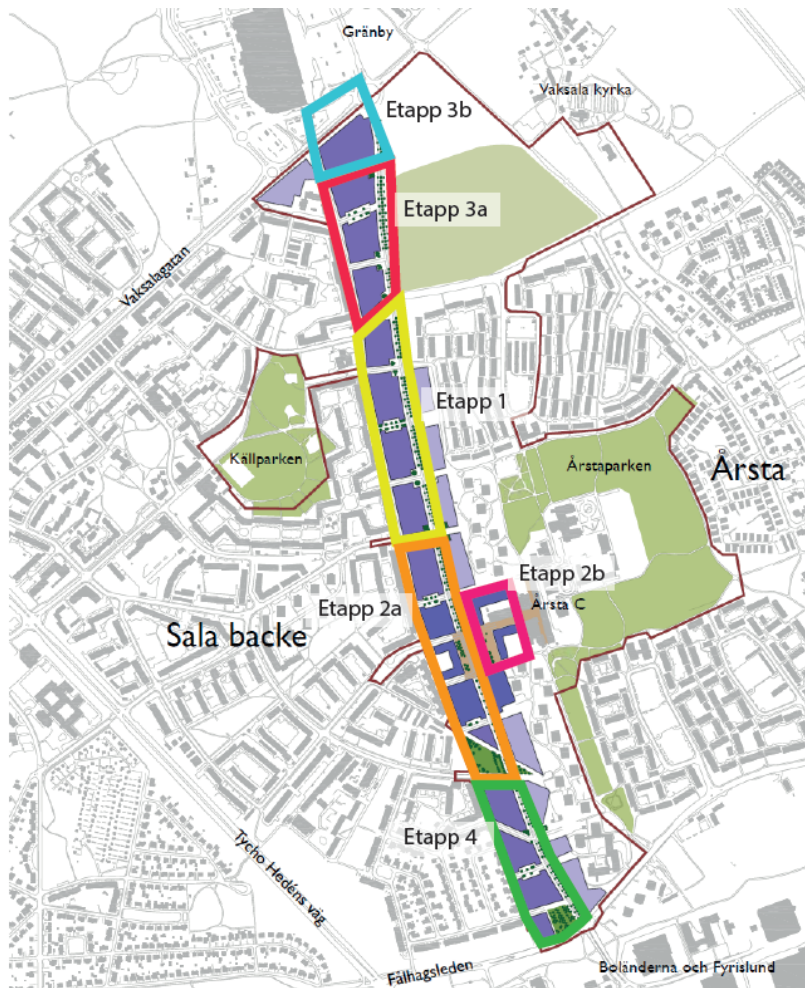 Gränby
Vaksala kyrka
Etapp 3b
Etapp 3a
Vaksalagatan
Etapp 1
Källparken
Årstaparken
Årsta
Etapp 2b
Årsta C
Etapp 2a
Sala backe
Etapp 4
Tycho Hedéns väg
Fålhagsleden
Boländerna och Fyrislund